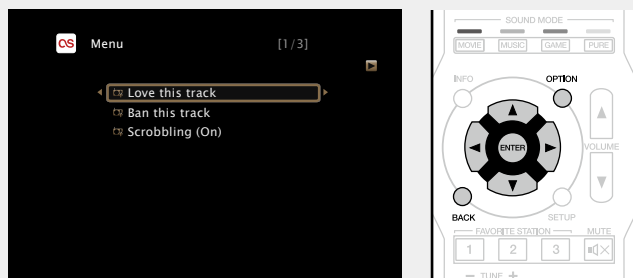 Menu [1/3]
Love this track
Ban this track
Scrobbling (On)
SOUND MODE
MOVIE MUSIC GAME PURE
INFO OPTION
ENTER
VOLUME
BACK SETUP
FAVORITE STATION MUTE
1 2 3
− TUNE +